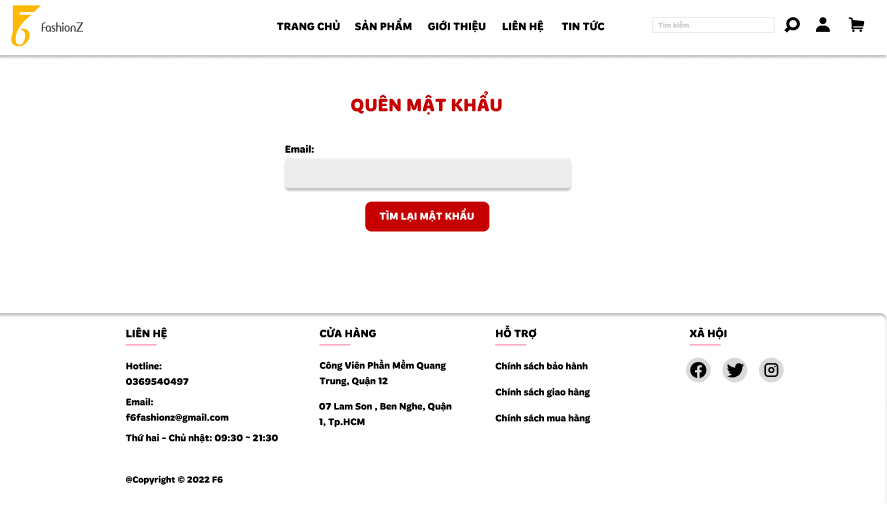 F6 FashionZ
TRANG CHỦ SẢN PHẨM GIỚI THIỆU LIÊN HỆ TIN TỨC
Tìm kiếm
QUÊN MẬT KHẨU
Email:
TÌM LẠI MẬT KHẨU
LIÊN HỆ
Hotline:
0369540497
Email:
f6fashionz@gmail.com
Thứ hai - Chủ nhật: 09:30 ~ 21:30
CỬA HÀNG
Công Viên Phần Mềm Quang
Trung, Quận 12
07 Lam Son , Ben Nghe, Quận
1, Tp.HCM
HỖ TRỢ
Chính sách bảo hành
Chính sách giao hàng
Chính sách mua hàng
XÃ HỘI
@Copyright © 2022 F6